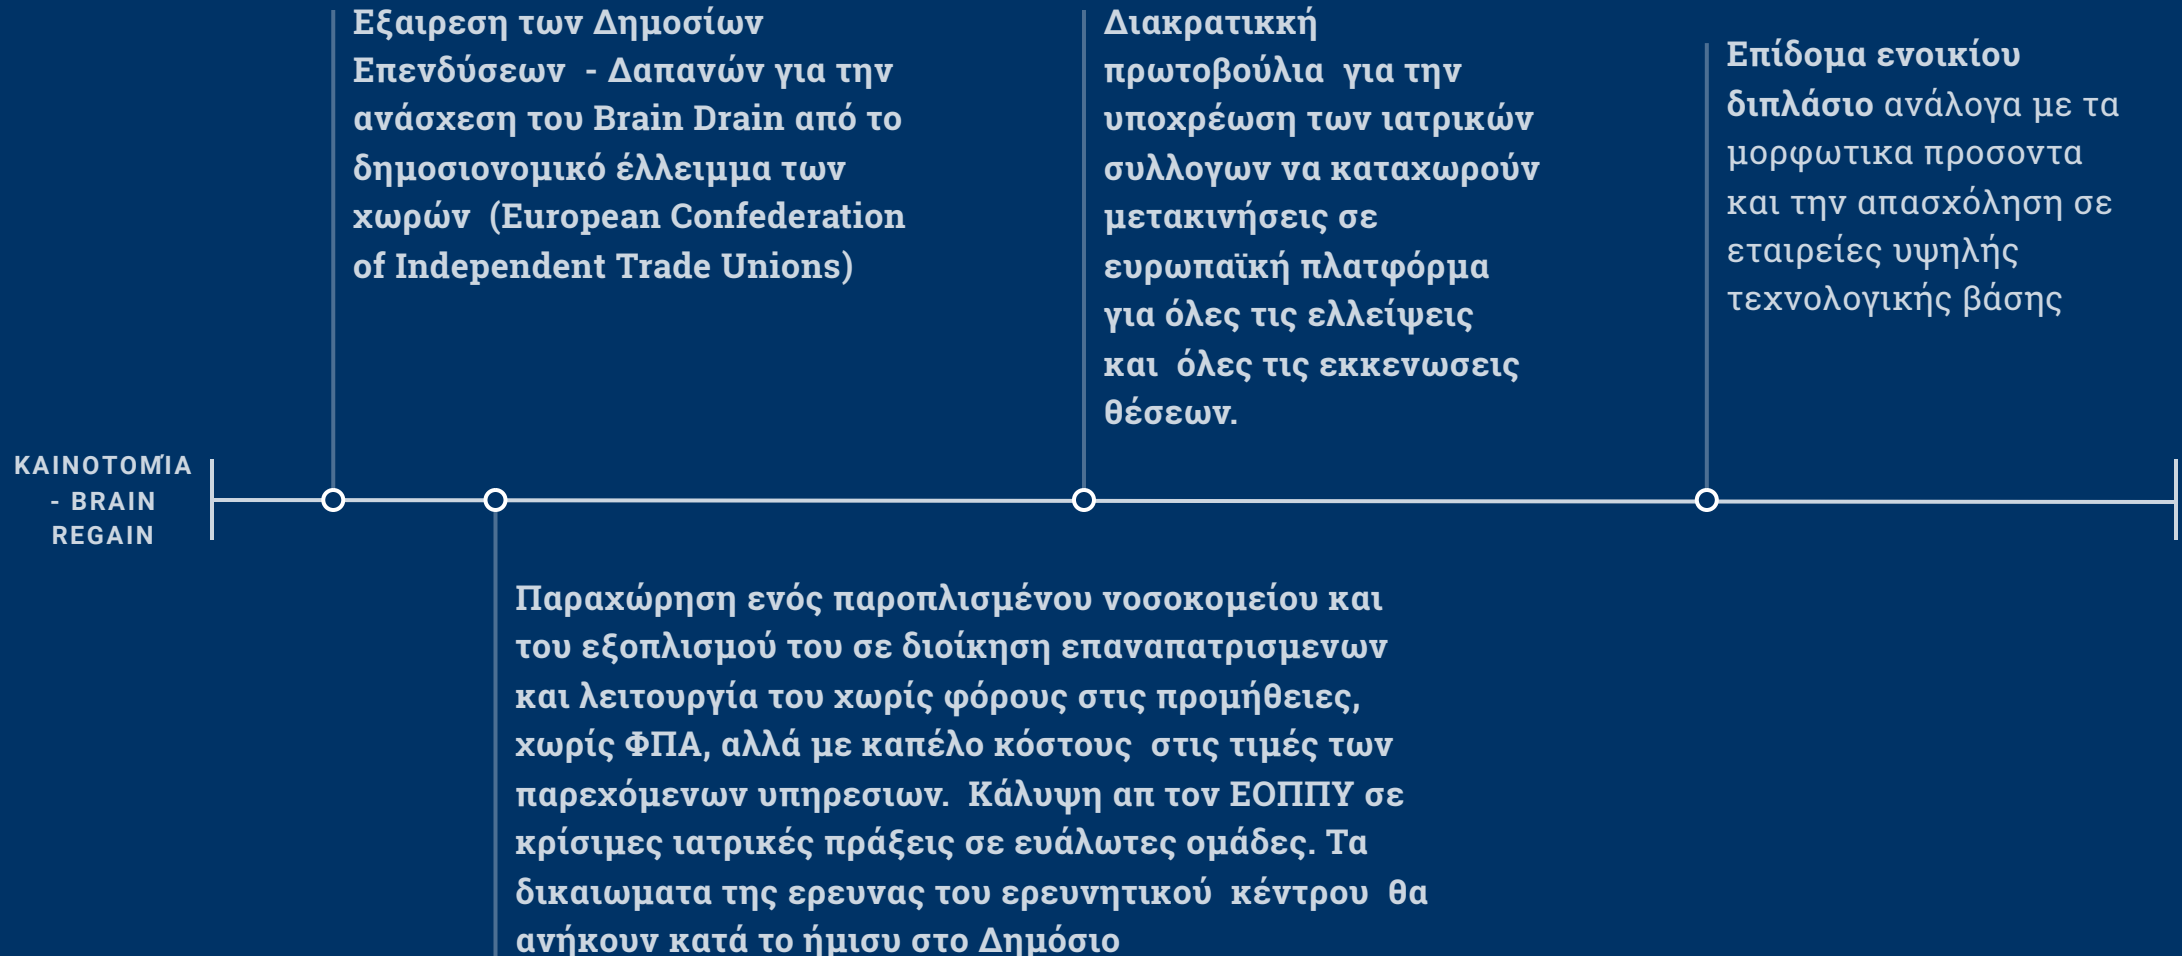 Εξαιρεση των Δημοσίων
Επενδύσεων - Δαπανών για την
ανάσχεση του Brain Drain από το
δημοσιονομικό έλλειμμα των
χωρών (European Confederation
of Independent Trade Unions)
Διακρατικκή
πρωτοβούλια για την
υποχρέωση των ιατρικών
συλλογων να καταχωρούν
μετακινήσεις σε
ευρωπαϊκή πλατφόρμα
για όλες τις ελλείψεις
και όλες τις εκκενωσεις
θέσεων.
Επίδομα ενοικίου
διπλάσιο ανάλογα με τα
μορφωτικα προσοντα
και την απασχόληση σε
εταιρείες υψηλής
τεχνολογικής βάσης
ΚΑΙΝΟΤΟΜΊΑ
- BRAIN
REGAIN
Παραχώρηση ενός παροπλισμένου νοσοκομείου και
του εξοπλισμού του σε διοίκηση επαναπατρισμενων
και λειτουργία του χωρίς φόρους στις προμήθειες,
χωρίς ΦΠΑ, αλλά με καπέλο κόστους στις τιμές των
παρεχόμενων υπηρεσιων. Κάλυψη απ τον ΕΟΠΠΥ σε
κρίσιμες ιατρικές πράξεις σε ευάλωτες ομάδες. Τα
δικαιωματα της ερευνας του ερευνητικού κέντρου θα
ανήκουν κατά το ήμισυ στο Δημόσιο